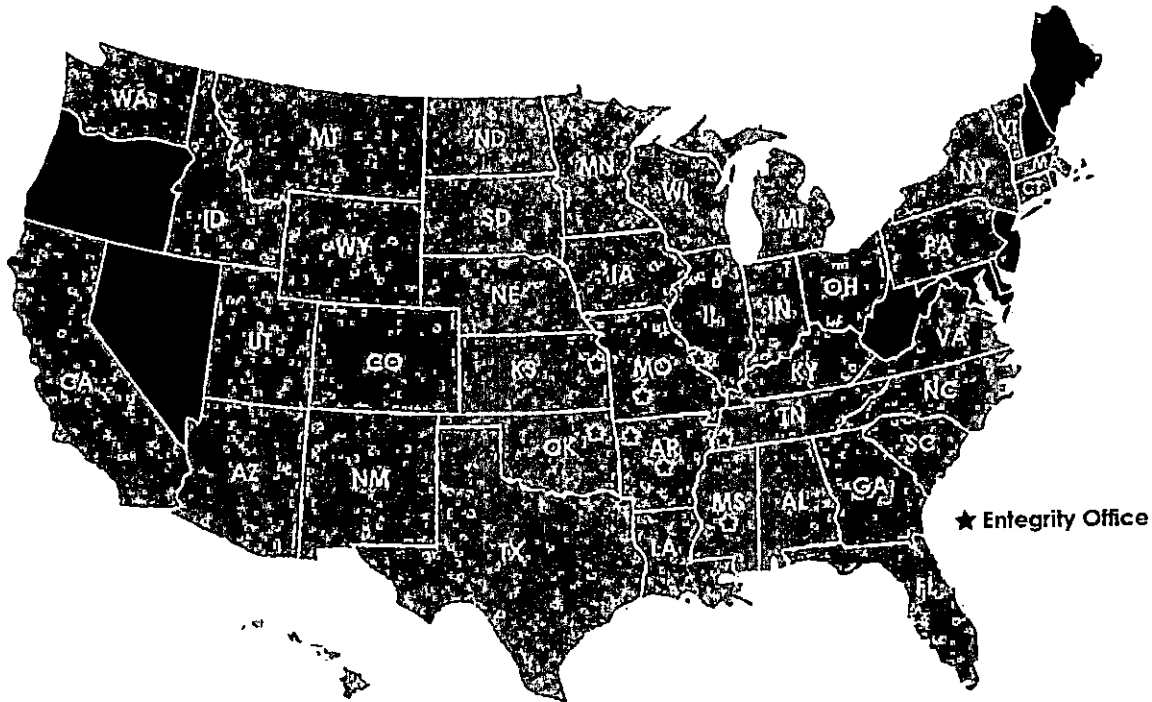 WA
MT
ND
MN
VT
ID
SD
WI
NY
MA
WY
MI
CT
IA
PA
NE
OH
IL
IN
UT
CO
KS
MO
VA
CA
KY
NC
TN
OK
AR
SC
AZ
NM
MS
AL
GA
★ Entegrity Office
TX
LA
FL